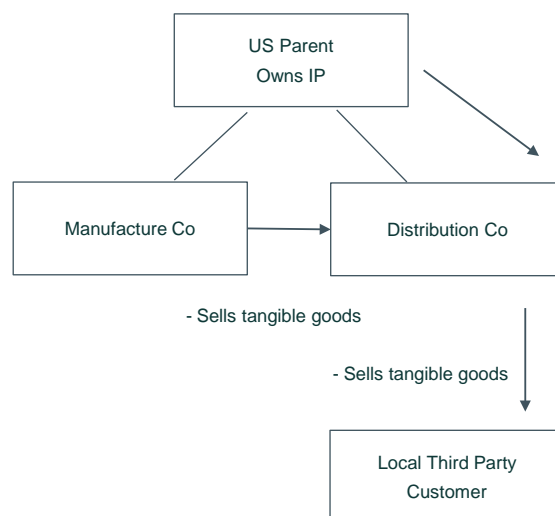 US Parent
Owns IP
Manufacture Co
Distribution Co
- Sells tangible goods
- Sells tangible goods
Local Third Party
Customer